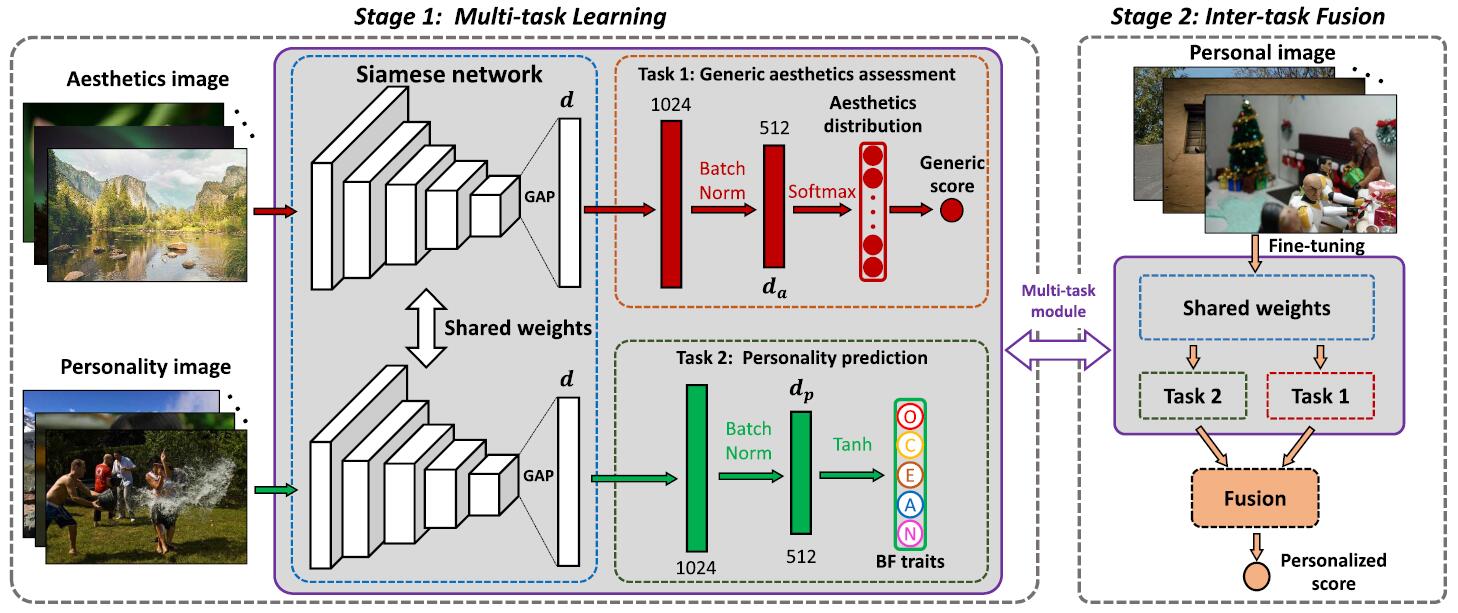 Stage 1: Multi-task Learning
Stage 2: Inter-task Fusion
Aesthetics image
Personality image
Siamese network
d
GAP
Shared weights
d
GAP
Task 1: Generic aesthetics assessment
1024
Batch
Norm
512
d_a
Softmax
Aesthetics
distribution
Generic
score
Task 2: Personality prediction
1024
Batch
Norm
d_p
512
Tanh
O
C
E
A
N
BF traits
Multi-task
module
Personal image
Fine-tuning
Shared weights
Task 2
Task 1
Fusion
Personalized
score